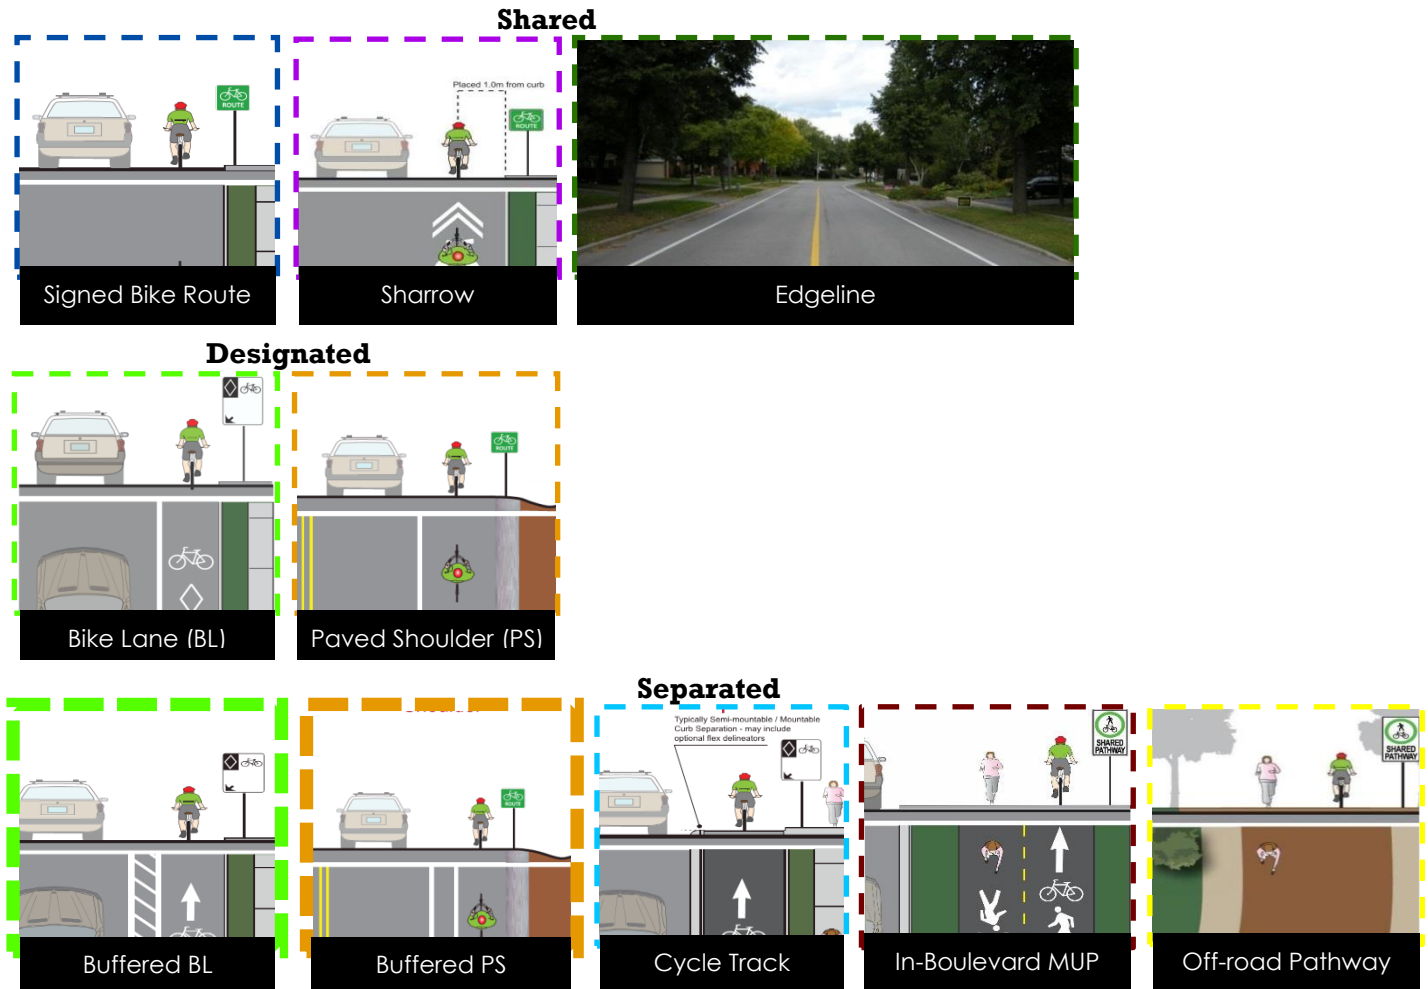 Shared
ROUTE
Placed 1.0m from curb
ROUTE
Signed Bike Route
Sharrow
Edgeline
Designated
ROUTE
Bike Lane (BL)
Paved Shoulder (PS)
Separated
Typically Semi-mountable / Mountable
Curb Separation - may include
optional flex delineators
SHARED
PATHWAY
SHARED
PATHWAY
ROUTE
Buffered BL
Buffered PS
Cycle Track
In-Boulevard MUP
Off-road Pathway